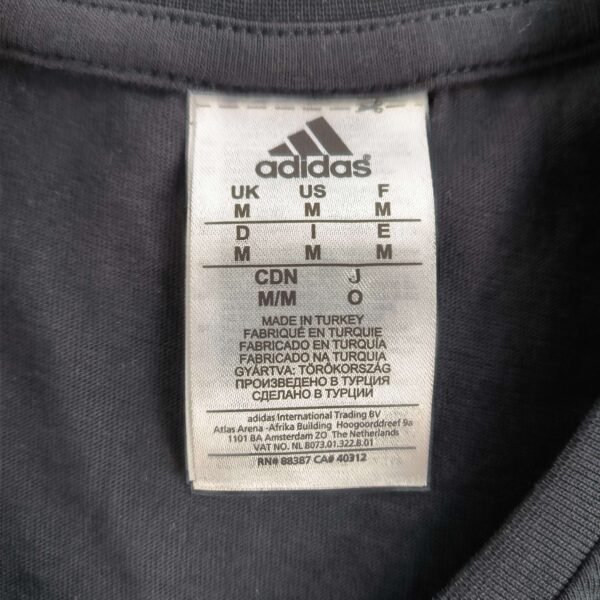 adidas®
UK US F
M M M
D I E
M M M
CDN J
M/M O
MADE IN TURKEY
FABRIQUÉ EN TURQUIE
FABRICADO EN TURQUÍA
FABRICADO NA TURQUIA
GYÁRTVA: TÖRÖKORSZÁG
ПРОИЗВЕДЕНО В ТУРЦИЯ
СДЕЛАНО В ТУРЦИИ
adidas International Trading BV
Atlas Arena -Afrika Building Hoogoorddreef 9a
1101 BA Amsterdam ZO The Netherlands
VAT NO. NL 8073.01.322.B.01
RN# 88387 CA# 40312